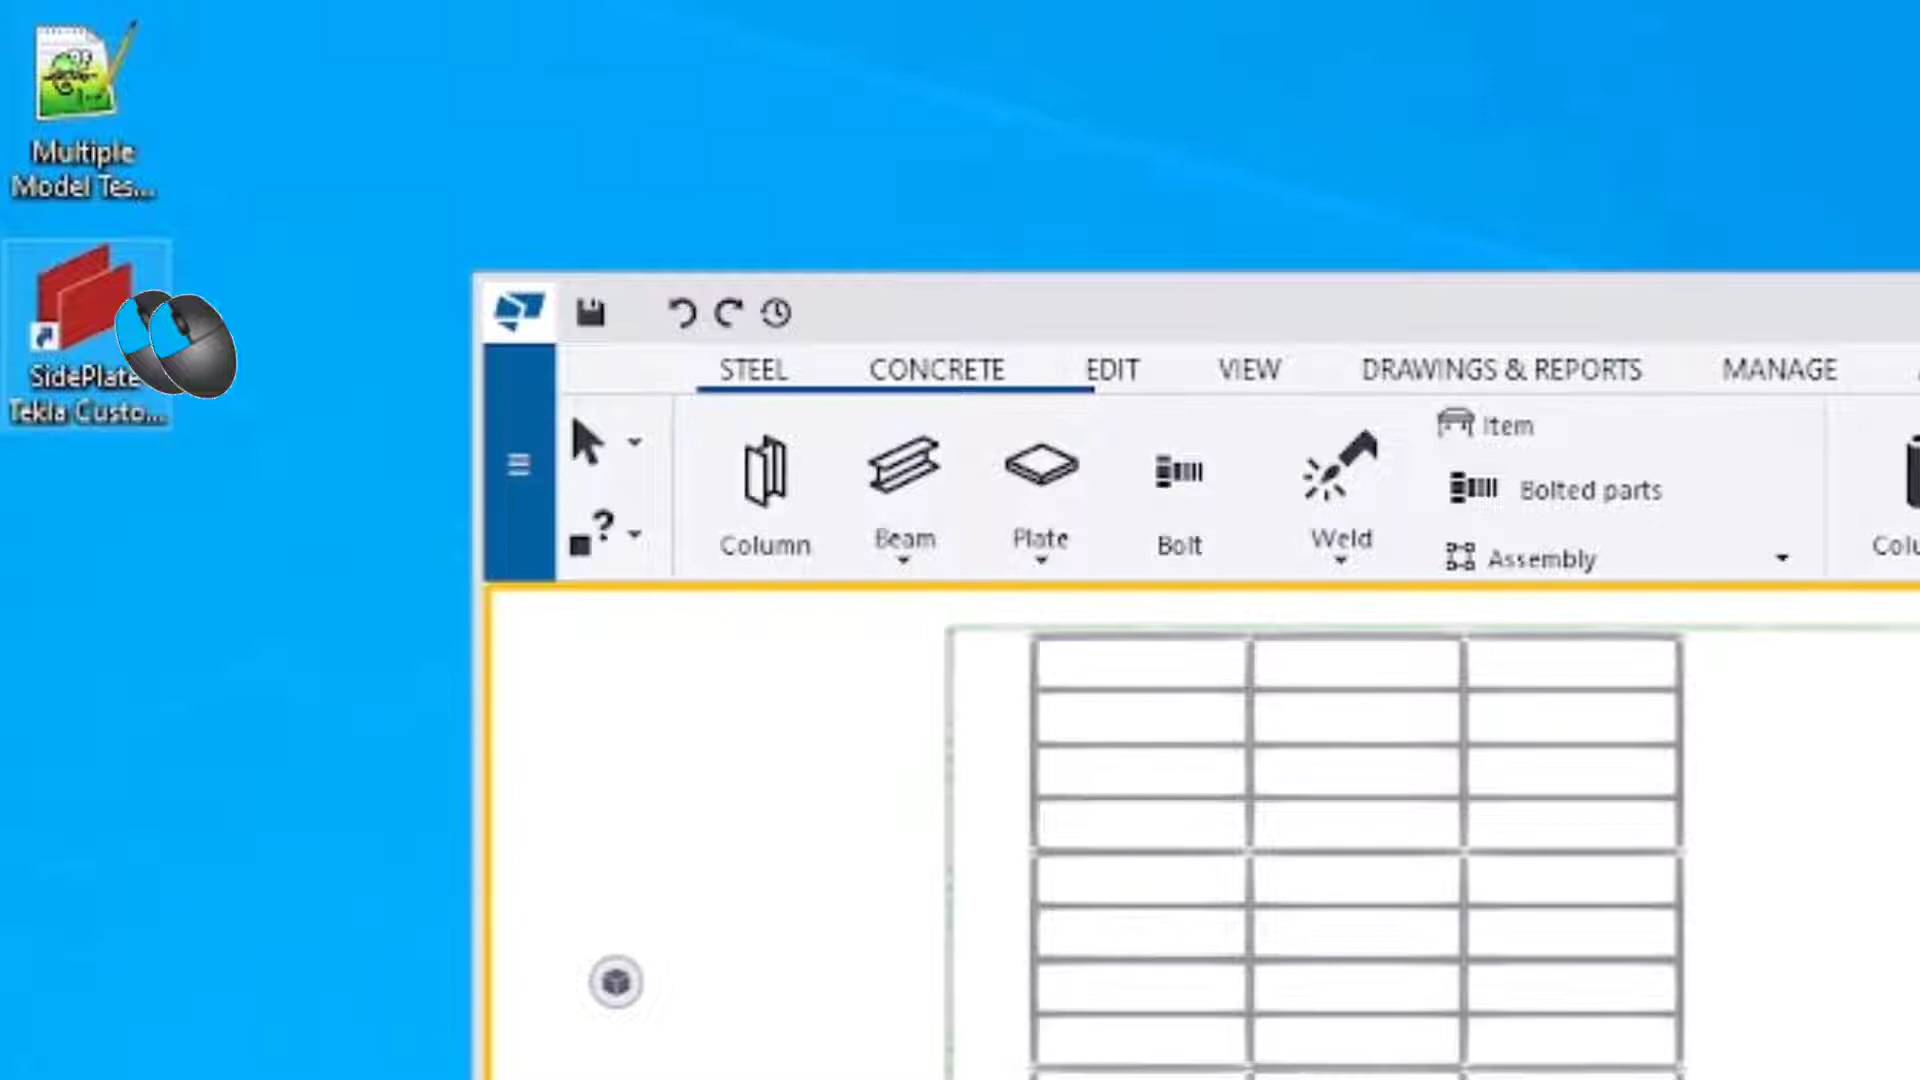 Multiple
Model Tes...
SidePlate
Tekla Custo...
STEEL CONCRETE EDIT VIEW DRAWINGS & REPORTS MANAGE
Item
Bolted parts
Column Beam Plate Bolt Weld
Assembly